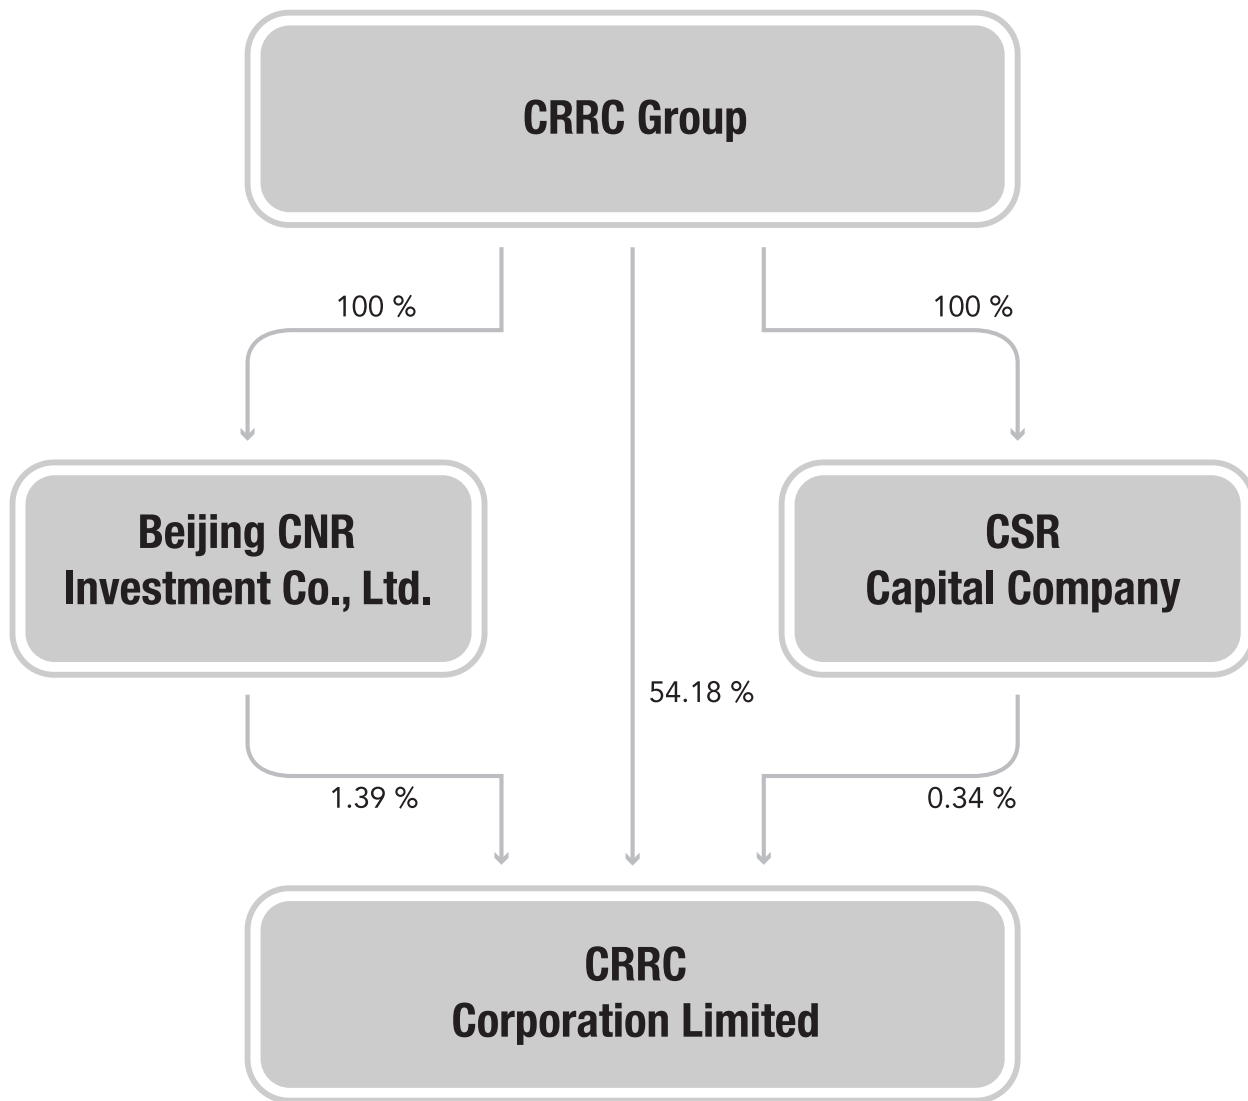 CRRC Group
100 %
100 %
Beijing CNR
Investment Co., Ltd.
CSR
Capital Company
54.18 %
1.39 %
0.34 %
CRRC
Corporation Limited